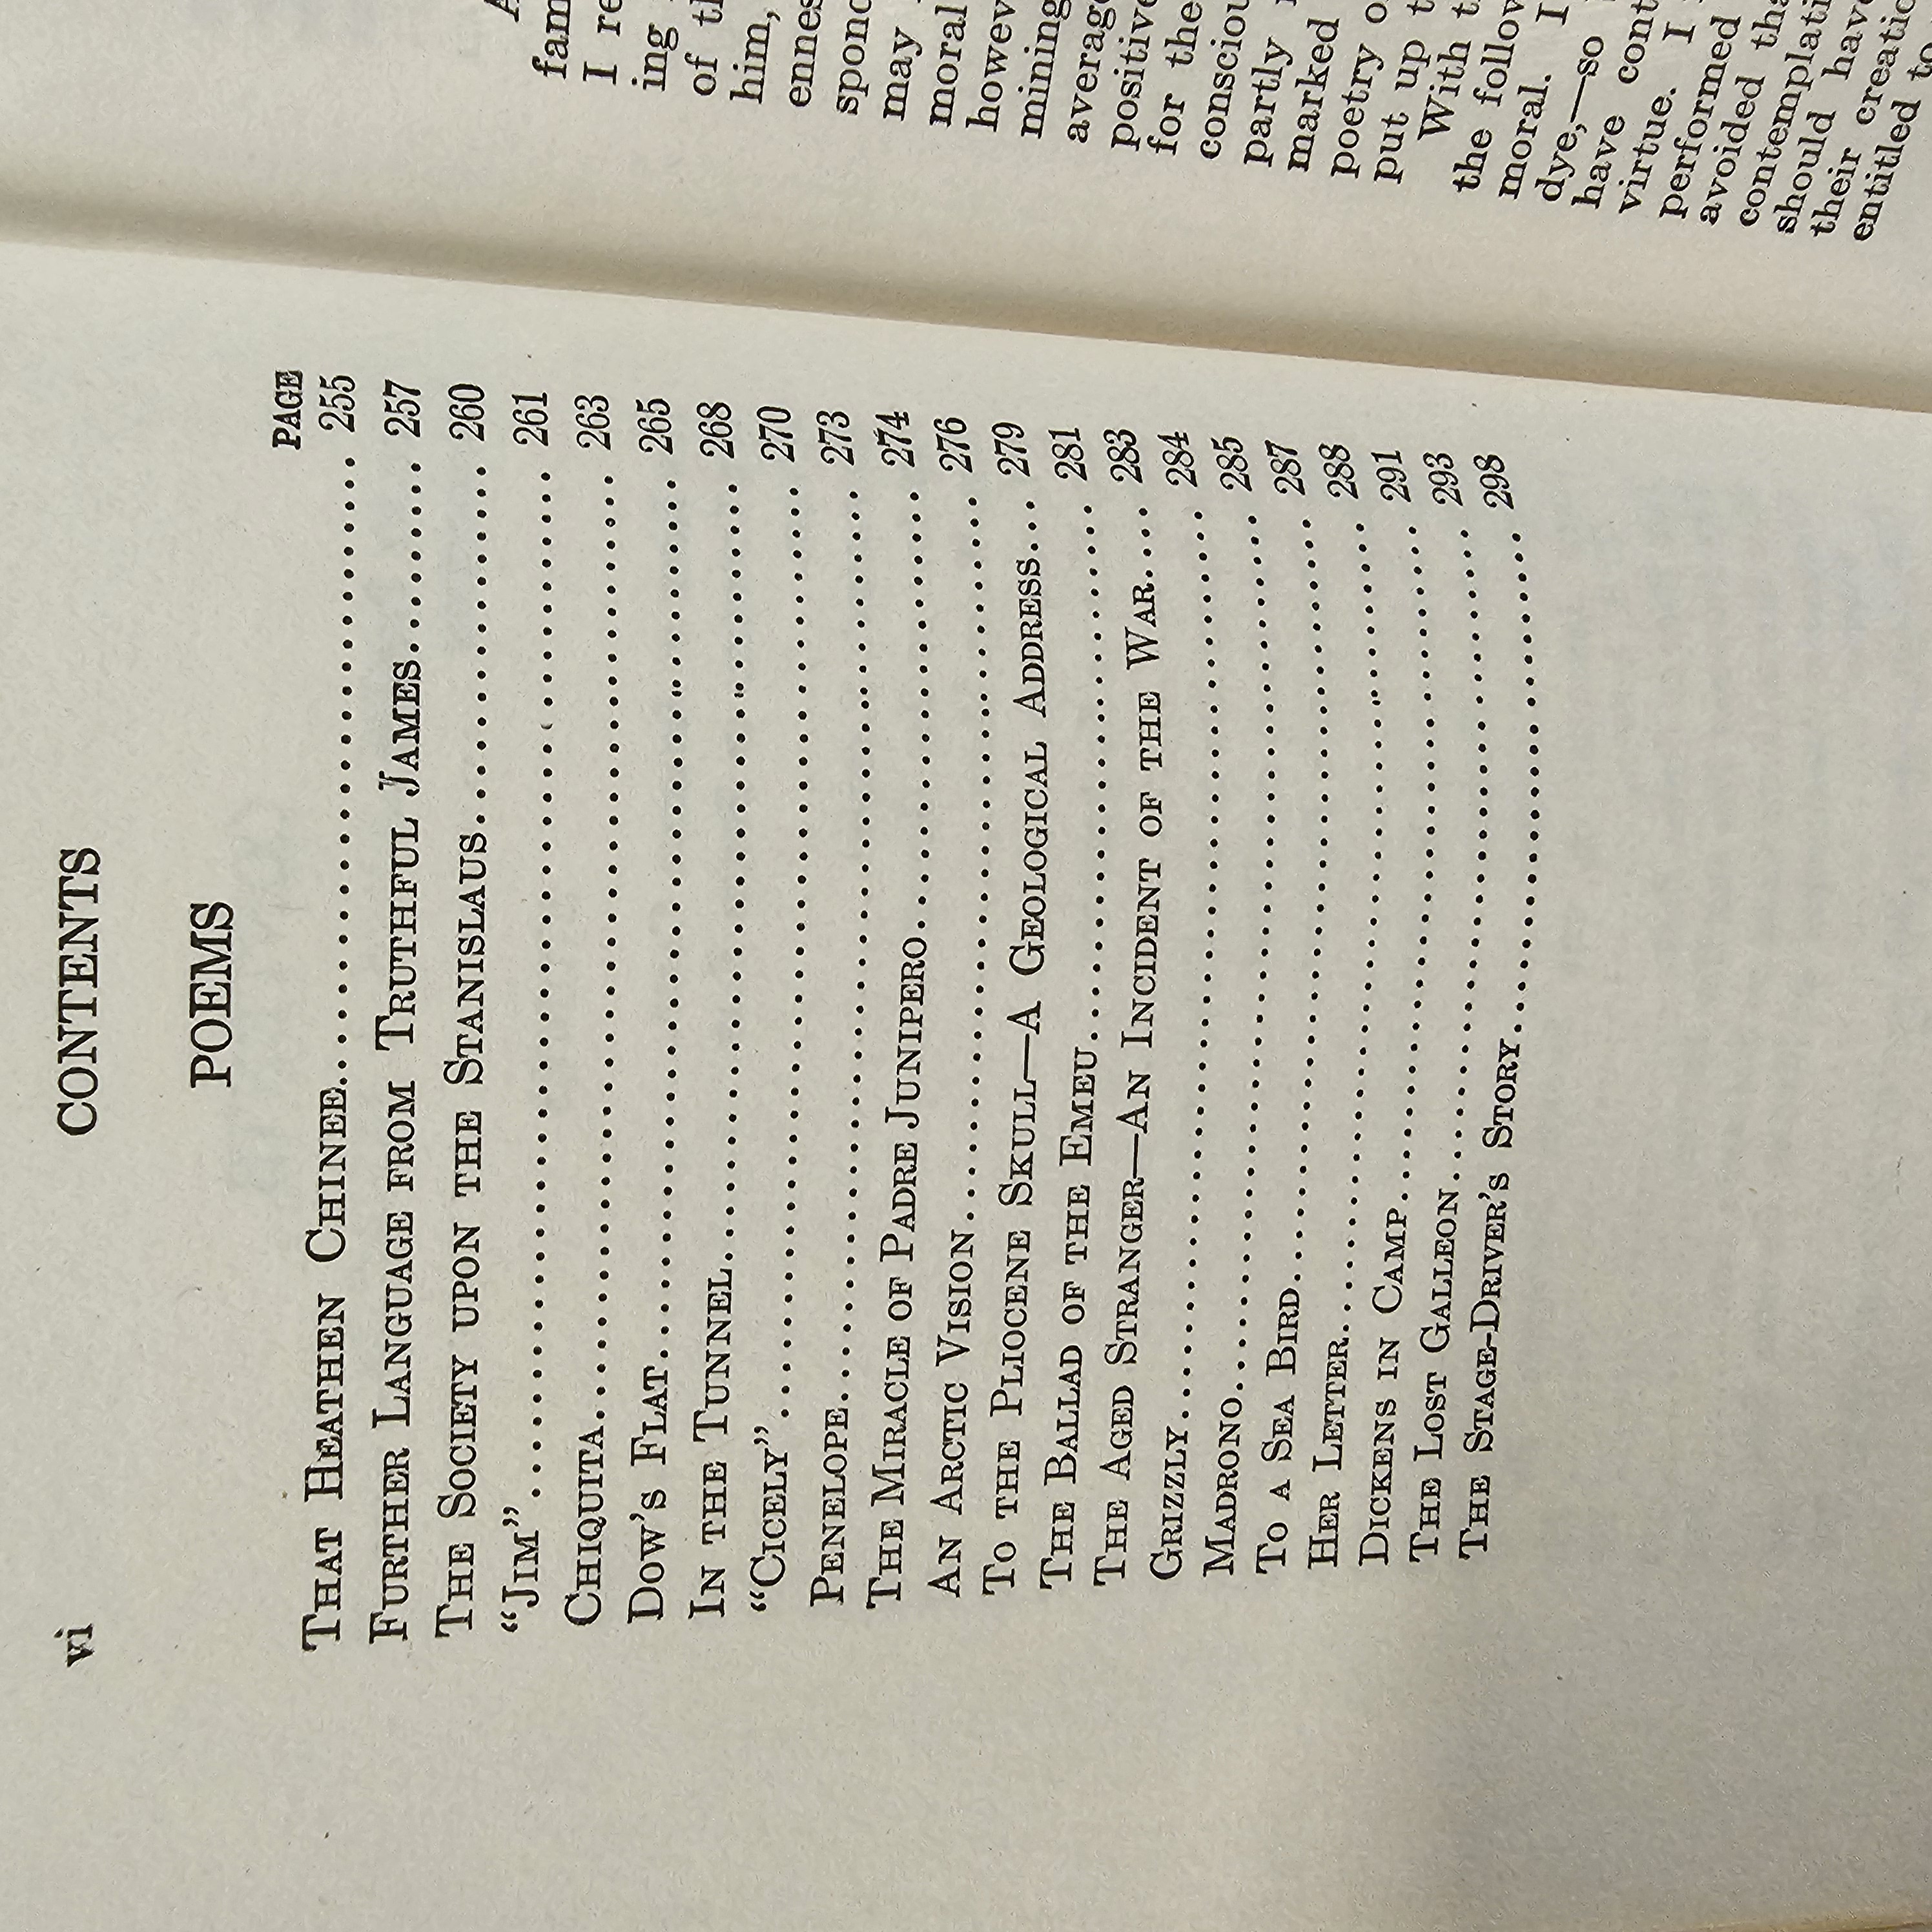 vi
CONTENTS
POEMS
PAGE
THAT HEATHEN CHINEE............................ 255
FURTHER LANGUAGE FROM TRUTHFUL JAMES......... 257
THE SOCIETY UPON THE STANISLAUS................ 260
“JIM”.......................................... 261
CHIQUITA....................................... 263
DOW’S FLAT..................................... 265
IN THE TUNNEL.................................. 268
“CICELY”....................................... 270
PENELOPE....................................... 273
THE MIRACLE OF PADRE JUNIPERO................... 274
AN ARCTIC VISION............................... 276
TO THE PLIOCENE SKULL—A GEOLOGICAL ADDRESS... 279
THE BALLAD OF THE EMEU......................... 281
THE AGED STRANGER—AN INCIDENT OF THE WAR.... 283
GRIZZLY........................................ 284
MADRONO........................................ 285
TO A SEA BIRD.................................. 287
HER LETTER..................................... 288
DICKENS IN CAMP................................ 291
THE LOST GALLEON............................... 293
THE STAGE-DRIVER’S STORY....................... 298
fam
I re
ing
of th
him,
ennes
spond
may
moral
howev
mining
average
positive
for the
consciou
partly
marked
poetry o
put up t
With th
the follow
moral. I
dye,—so
have cont
virtue. I
performed
avoided tha
contemplati
should have
their creatio
entitled to